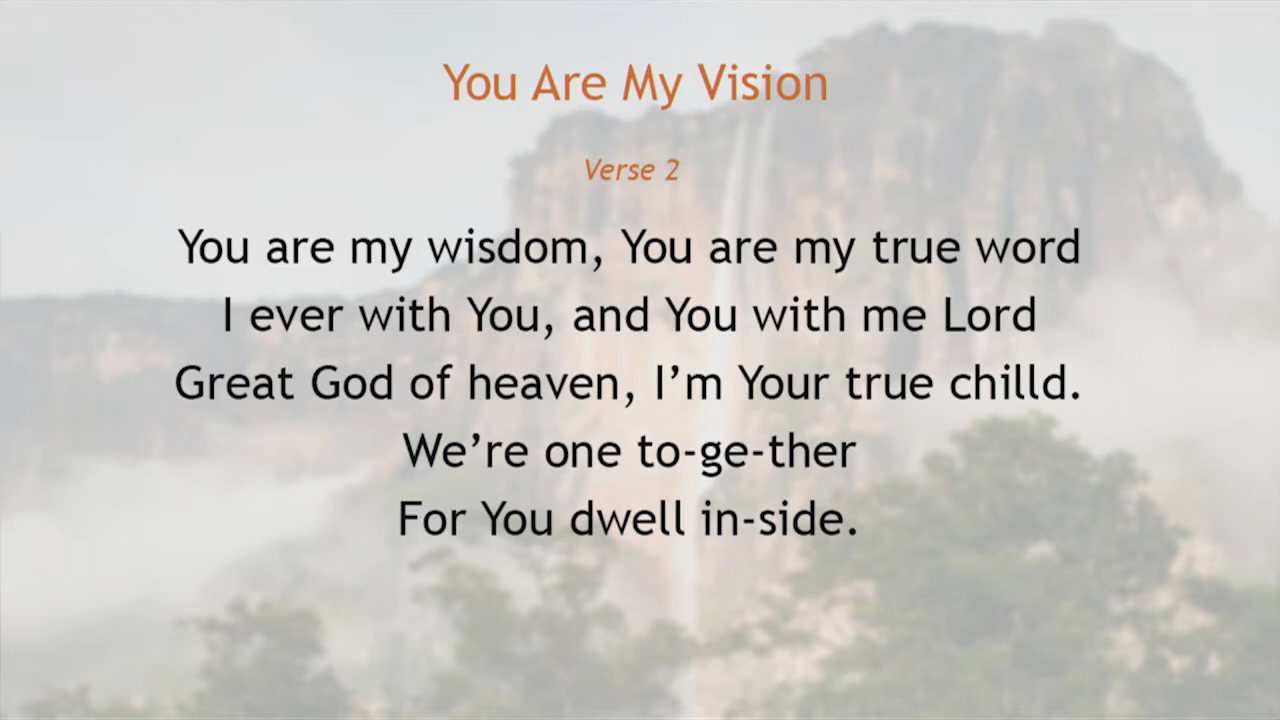 You Are My Vision
Verse 2
You are my wisdom, You are my true word
I ever with You, and You with me Lord
Great God of heaven, I’m Your true chilld.
We’re one to-ge-ther
For You dwell in-side.